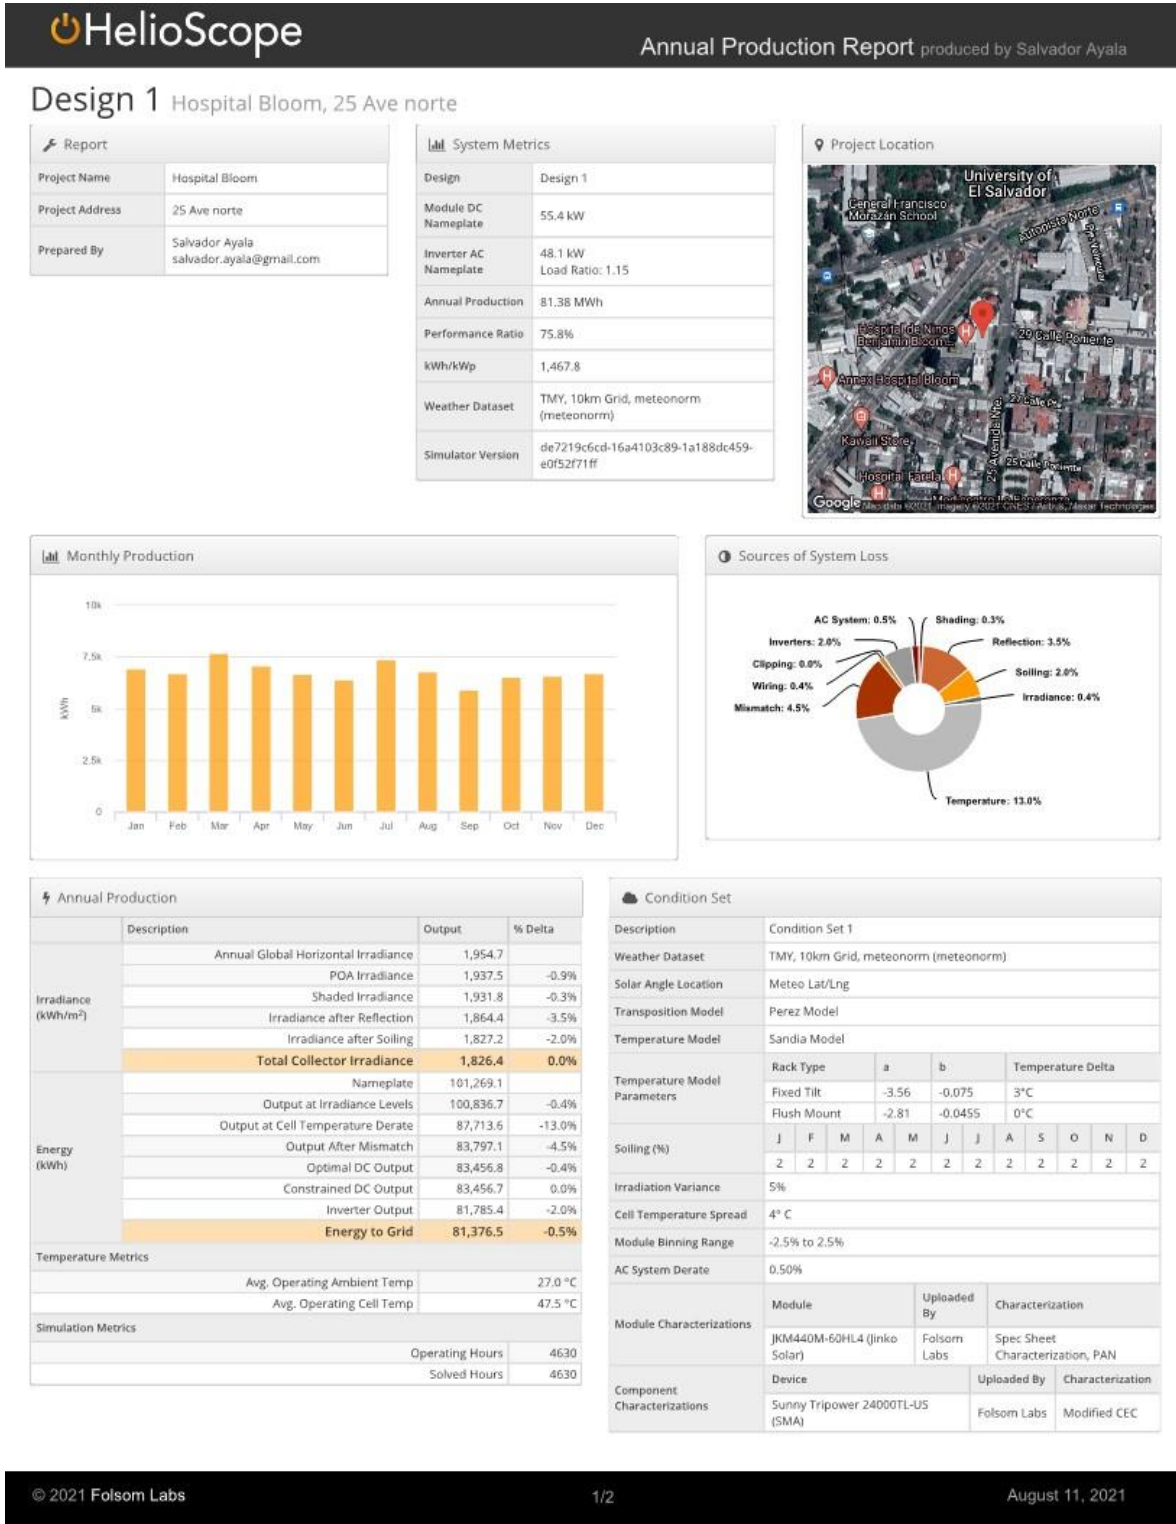 HelioScope
Annual Production Report produced by Salvador Ayala
Design 1 Hospital Bloom, 25 Ave norte
Report
Project Name Hospital Bloom
Project Address 25 Ave norte
Prepared By Salvador Ayala
salvador.ayala@gmail.com
System Metrics
Design Design 1
Module DC
Nameplate 55.4 kW
Inverter AC
Nameplate 48.1 kW
Load Ratio: 1.15
Annual Production 81.38 MWh
Performance Ratio 75.8%
kWh/kWp 1,467.8
Weather Dataset TMY, 10km Grid, meteonorm
(meteonorm)
Simulator Version de7219c6cd-16a4103c89-1a188dc459-
e0f52f71ff
Project Location
University of
El Salvador
General Francisco
Morazán School
Autopista Norte
Hospital de Niños
Benjamin Bloom
29 Calle Poniente
Annex Hospital Bloom
27 Calle Pte.
Kawaii Store
25 Avenida Nte.
25 Calle Poniente
Hospital Farela
Google Map data ©2021 Imagery ©2021 CNES / Airbus, Maxar Technologies
Monthly Production
10k
7.5k
5k
2.5k
0
kWh
Jan Feb Mar Apr May Jun Jul Aug Sep Oct Nov Dec
Sources of System Loss
AC System: 0.5%
Shading: 0.3%
Inverters: 2.0%
Reflection: 3.5%
Clipping: 0.0%
Soiling: 2.0%
Wiring: 0.4%
Irradiance: 0.4%
Mismatch: 4.5%
Temperature: 13.0%
Annual Production
Description Output % Delta
Irradiance
(kWh/m²)
Annual Global Horizontal Irradiance 1,954.7
POA Irradiance 1,937.5 -0.9%
Shaded Irradiance 1,931.8 -0.3%
Irradiance after Reflection 1,864.4 -3.5%
Irradiance after Soiling 1,827.2 -2.0%
Total Collector Irradiance 1,826.4 0.0%
Energy
(kWh)
Nameplate 101,269.1
Output at Irradiance Levels 100,836.7 -0.4%
Output at Cell Temperature Derate 87,713.6 -13.0%
Output After Mismatch 83,797.1 -4.5%
Optimal DC Output 83,456.8 -0.4%
Constrained DC Output 83,456.7 0.0%
Inverter Output 81,785.4 -2.0%
Energy to Grid 81,376.5 -0.5%
Temperature Metrics
Avg. Operating Ambient Temp 27.0 °C
Avg. Operating Cell Temp 47.5 °C
Simulation Metrics
Operating Hours 4630
Solved Hours 4630
Condition Set
Description Condition Set 1
Weather Dataset TMY, 10km Grid, meteonorm (meteonorm)
Solar Angle Location Meteo Lat/Lng
Transposition Model Perez Model
Temperature Model Sandia Model
Temperature Model
Parameters
Rack Type a b Temperature Delta
Fixed Tilt -3.56 -0.075 3°C
Flush Mount -2.81 -0.0455 0°C
Soiling (%)
J F M A M J J A S O N D
2 2 2 2 2 2 2 2 2 2 2 2
Irradiation Variance 5%
Cell Temperature Spread 4° C
Module Binning Range -2.5% to 2.5%
AC System Derate 0.50%
Module Characterizations
Module Uploaded
By Characterization
JKM440M-60HL4 (Jinko
Solar) Folsom
Labs Spec Sheet
Characterization, PAN
Component
Characterizations
Device Uploaded By Characterization
Sunny Tripower 24000TL-US
(SMA) Folsom Labs Modified CEC
© 2021 Folsom Labs
1/2
August 11, 2021